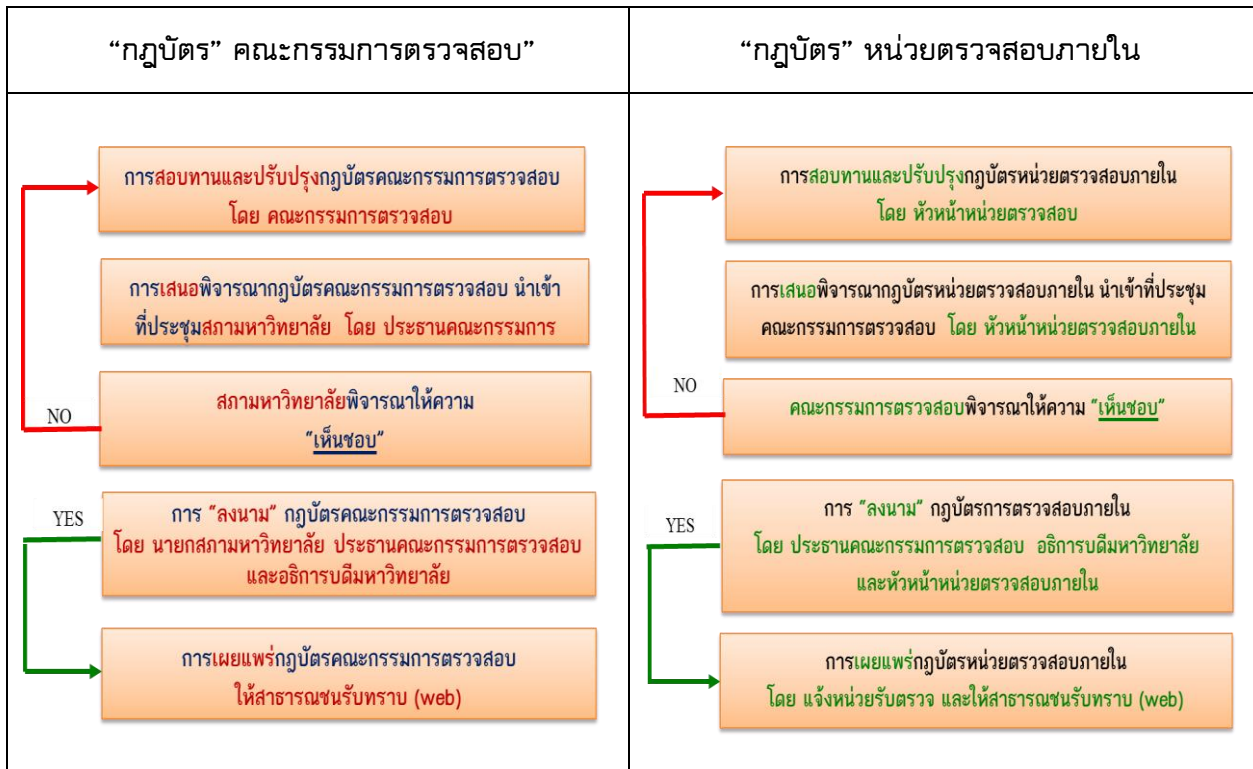 “กฎบัตร” คณะกรรมการตรวจสอบ”
การสอบทานและปรับปรุงกฎบัตรคณะกรรมการตรวจสอบ
โดย คณะกรรมการตรวจสอบ
การเสนอพิจารณากฎบัตรคณะกรรมการตรวจสอบ นำเข้า
ที่ประชุมสภามหาวิทยาลัย โดย ประธานคณะกรรมการ
NO
สภามหาวิทยาลัยพิจารณาให้ความ
“เห็นชอบ”
YES
การ “ลงนาม” กฎบัตรคณะกรรมการตรวจสอบ
โดย นายกสภามหาวิทยาลัย ประธานคณะกรรมการตรวจสอบ
และอธิการบดีมหาวิทยาลัย
การเผยแพร่กฎบัตรคณะกรรมการตรวจสอบ
ให้สาธารณชนรับทราบ (web)
“กฎบัตร” หน่วยตรวจสอบภายใน
การสอบทานและปรับปรุงกฎบัตรหน่วยตรวจสอบภายใน
โดย หัวหน้าหน่วยตรวจสอบ
การเสนอพิจารณากฎบัตรหน่วยตรวจสอบภายใน นำเข้าที่ประชุม
คณะกรรมการตรวจสอบ โดย หัวหน้าหน่วยตรวจสอบภายใน
NO
คณะกรรมการตรวจสอบพิจารณาให้ความ “เห็นชอบ”
YES
การ “ลงนาม” กฎบัตรการตรวจสอบภายใน
โดย ประธานคณะกรรมการตรวจสอบ อธิการบดีมหาวิทยาลัย
และหัวหน้าหน่วยตรวจสอบภายใน
การเผยแพร่กฎบัตรหน่วยตรวจสอบภายใน
โดย แจ้งหน่วยรับตรวจ และให้สาธารณชนรับทราบ (web)